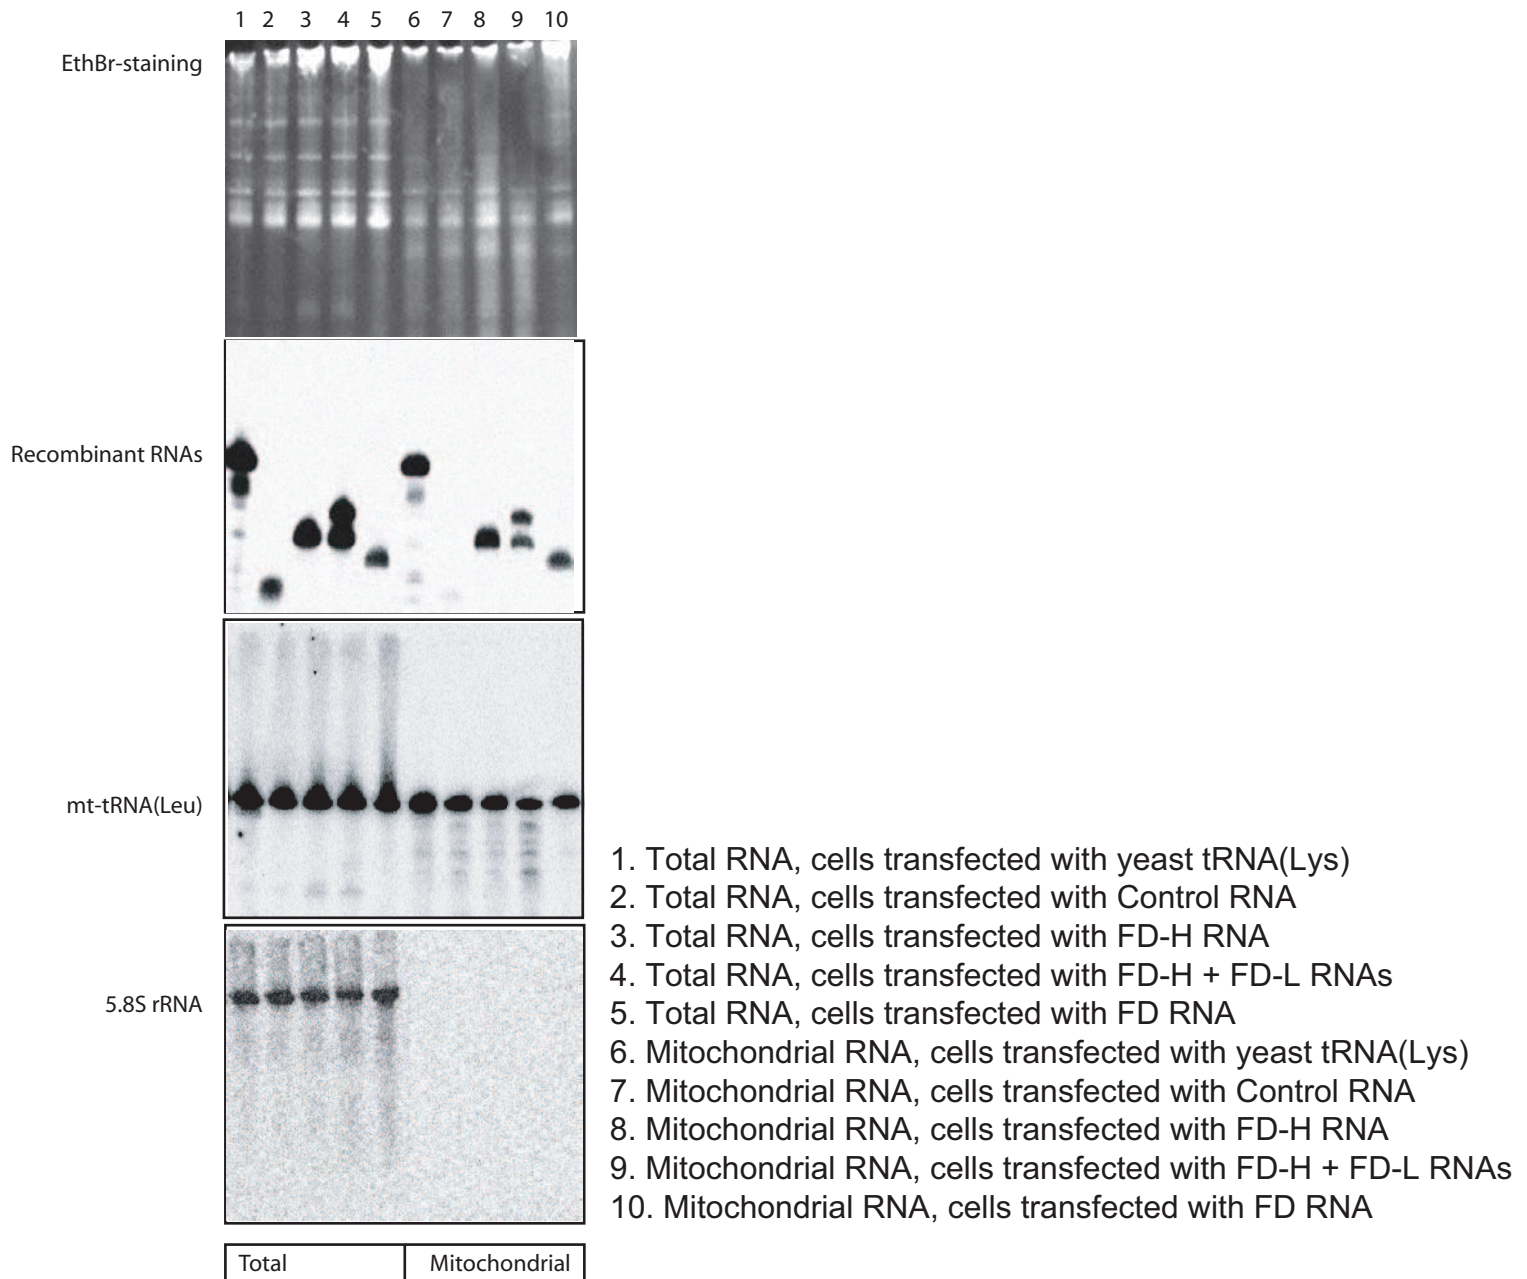 1 2 3 4 5 6 7 8 9 10
EthBr-staining
Recombinant RNAs
mt-tRNA(Leu)
5.8S rRNA
1. Total RNA, cells transfected with yeast tRNA(Lys)
2. Total RNA, cells transfected with Control RNA
3. Total RNA, cells transfected with FD-H RNA
4. Total RNA, cells transfected with FD-H + FD-L RNAs
5. Total RNA, cells transfected with FD RNA
6. Mitochondrial RNA, cells transfected with yeast tRNA(Lys)
7. Mitochondrial RNA, cells transfected with Control RNA
8. Mitochondrial RNA, cells transfected with FD-H RNA
9. Mitochondrial RNA, cells transfected with FD-H + FD-L RNAs
10. Mitochondrial RNA, cells transfected with FD RNA
Total Mitochondrial